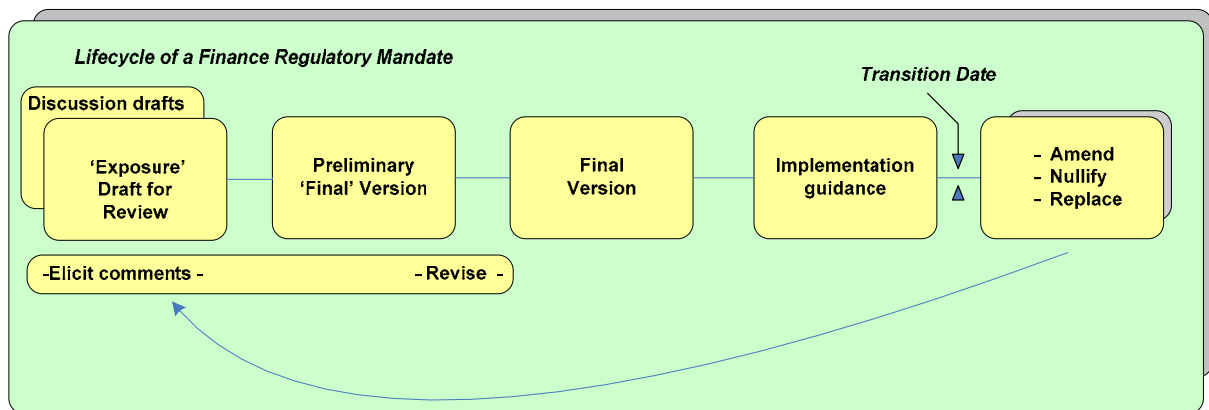 Lifecycle of a Finance Regulatory Mandate
Transition Date
Discussion drafts
‘Exposure’
Draft for
Review
Preliminary
‘Final’ Version
Final
Version
Implementation
guidance
- Amend
- Nullify
- Replace
-Elicit comments - - Revise -